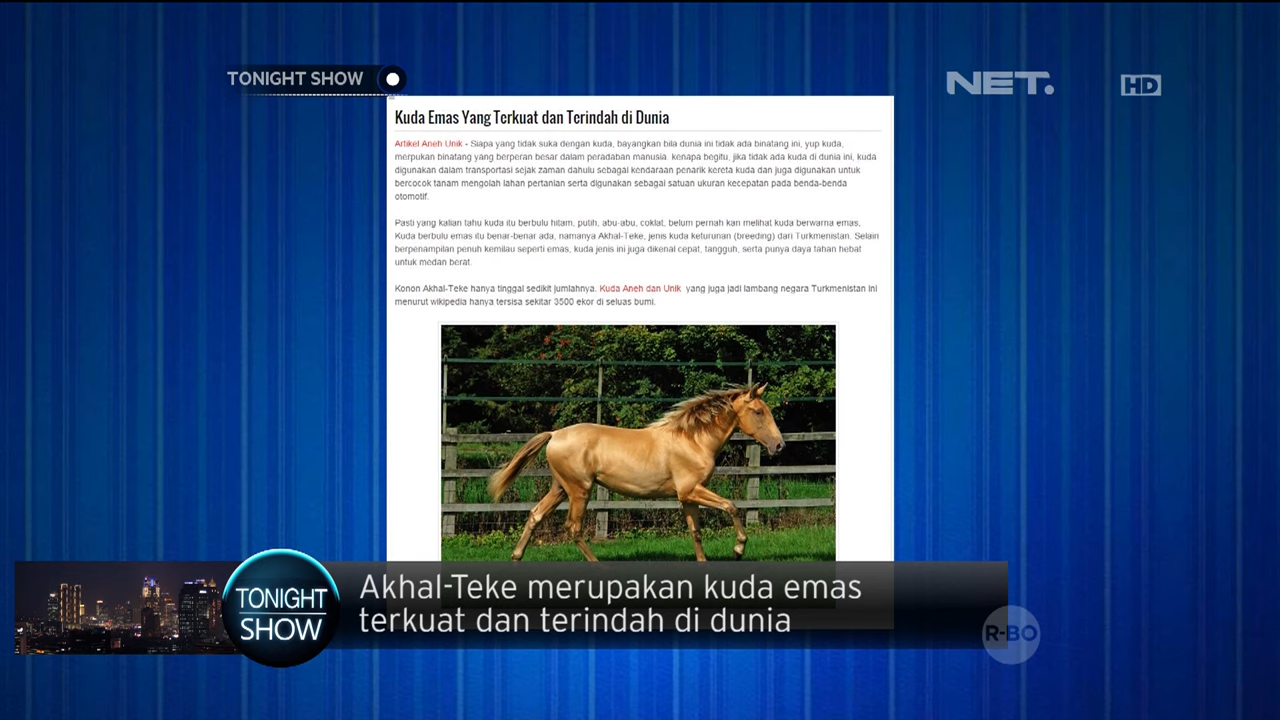 TONIGHT SHOW
NET.
HD
Kuda Emas Yang Terkuat dan Terindah di Dunia
Artikel Aneh Unik - Siapa yang tidak suka dengan kuda, bayangkan bila dunia ini tidak ada binatang ini, yup kuda,
merpukan binatang yang berperan besar dalam peradaban manusia. kenapa begitu, jika tidak ada kuda di dunia ini, kuda
digunakan dalam transportasi sejak zaman dahulu sebagai kendaraan penarik kereta kuda dan juga digunakan untuk
bercocok tanam mengolah lahan pertanian serta digunakan sebagai satuan ukuran kecepatan pada benda-benda
otomotif.
Pasti yang kalian tahu kuda itu berbulu hitam, putih, abu-abu, coklat, belum pernah kan melihat kuda berwarna emas,
Kuda berbulu emas itu benar-benar ada, namanya Akhal-Teke, jenis kuda keturunan (breeding) dari Turkmenistan. Selain
berpenampilan penuh kemilau seperti emas, kuda jenis ini juga dikenal cepat, tangguh, serta punya daya tahan hebat
untuk medan berat.
Konon Akhal-Teke hanya tinggal sedikit jumlahnya. Kuda Aneh dan Unik yang juga jadi lambang negara Turkmenistan ini
menurut wikipedia hanya tersisa sekitar 3500 ekor di seluas bumi.
TONIGHT
SHOW
Akhal-Teke merupakan kuda emas
terkuat dan terindah di dunia
R-BO